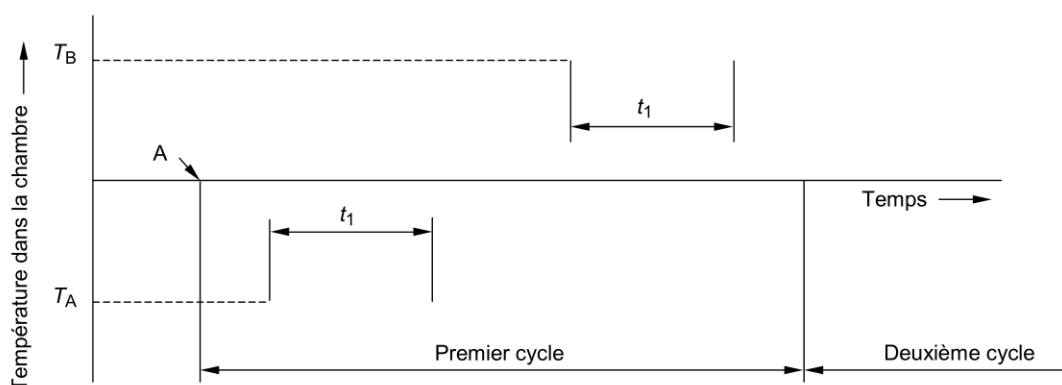 Température dans la chambre
T_B
t_1
A
Temps
t_1
T_A
Premier cycle
Deuxième cycle